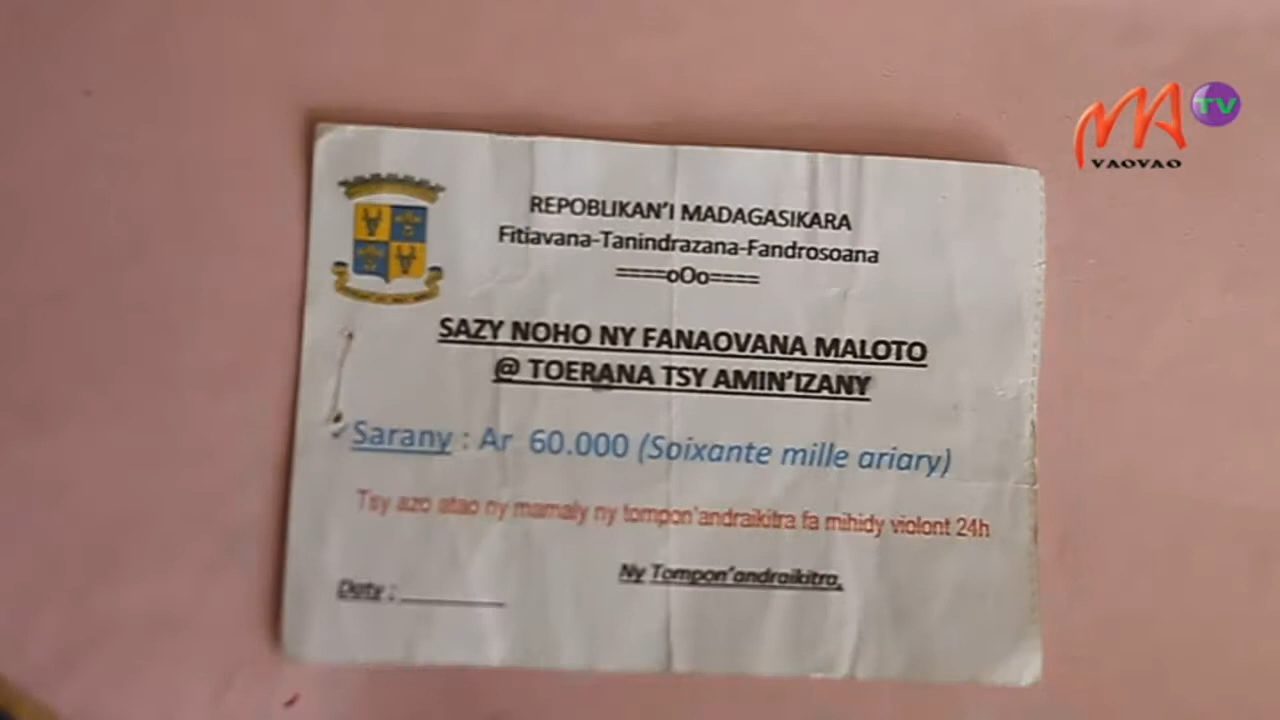 MA TV
VAOVAO
REPOBLIKAN'I MADAGASIKARA
Fitiavana-Tanindrazana-Fandrosoana
====oOo====
SAZY NOHO NY FANAOVANA MALOTO
@ TOERANA TSY AMIN'IZANY
Sarany : Ar 60.000 (Soixante mille ariary)
Tsy azo atao ny mamaly ny tompon'andraikitra fa mihidy violont 24h
Ny Tompon'andraikitra,
Daty : ________